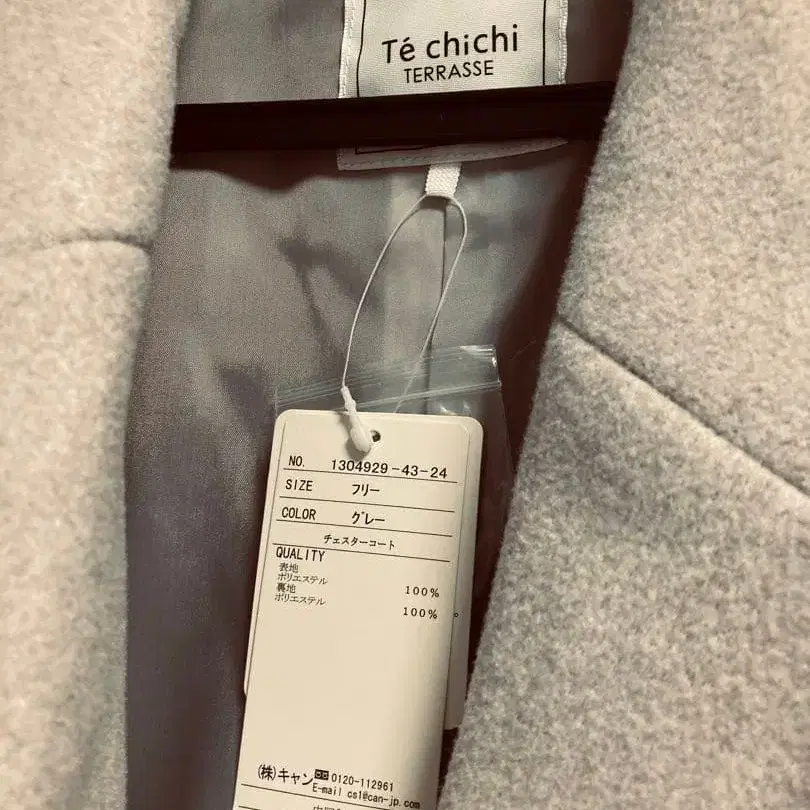 Té chichi
TERRASSE
NO. 1304929-43-24
SIZE フリー
COLOR グレー
チェスターコート
QUALITY
表地
ポリエステル 100%
裏地
ポリエステル 100%
(株)キャン 0120-112961
E-mail cs1@can-jp.com